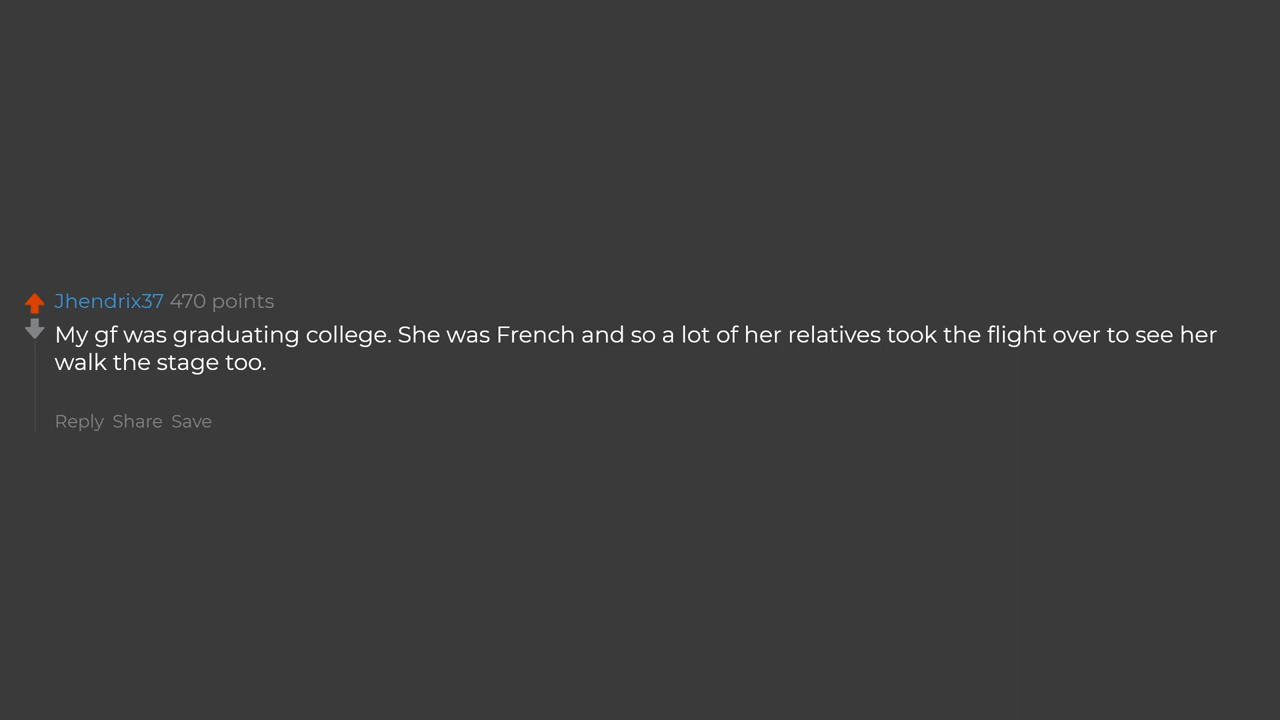 Jhendrix37 470 points
My gf was graduating college. She was French and so a lot of her relatives took the flight over to see her
walk the stage too.
Reply Share Save